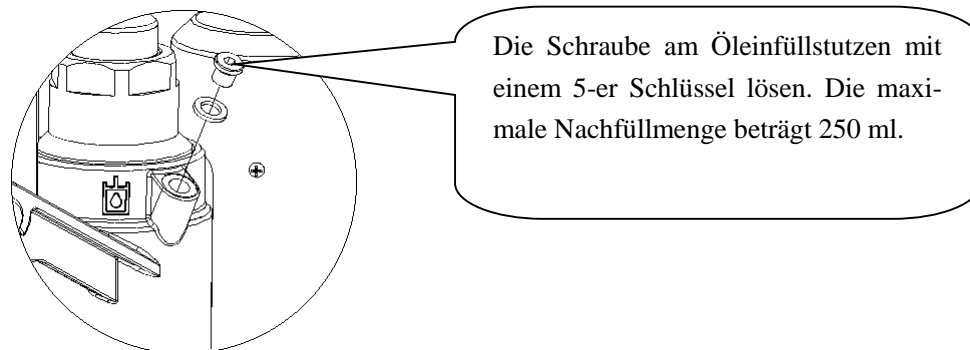 Die Schraube am Öleinfüllstutzen mit
einem 5-er Schlüssel lösen. Die maxi-
male Nachfüllmenge beträgt 250 ml.